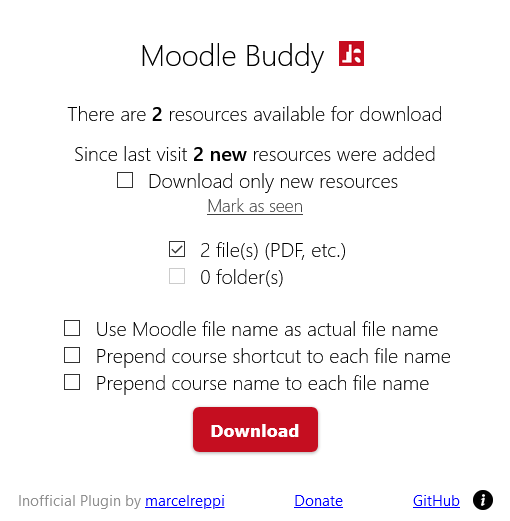 Moodle Buddy
There are 2 resources available for download
Since last visit 2 new resources were added
Download only new resources
Mark as seen
2 file(s) (PDF, etc.)
0 folder(s)
Use Moodle file name as actual file name
Prepend course shortcut to each file name
Prepend course name to each file name
Download
Inofficial Plugin by marcelreppi Donate GitHub i